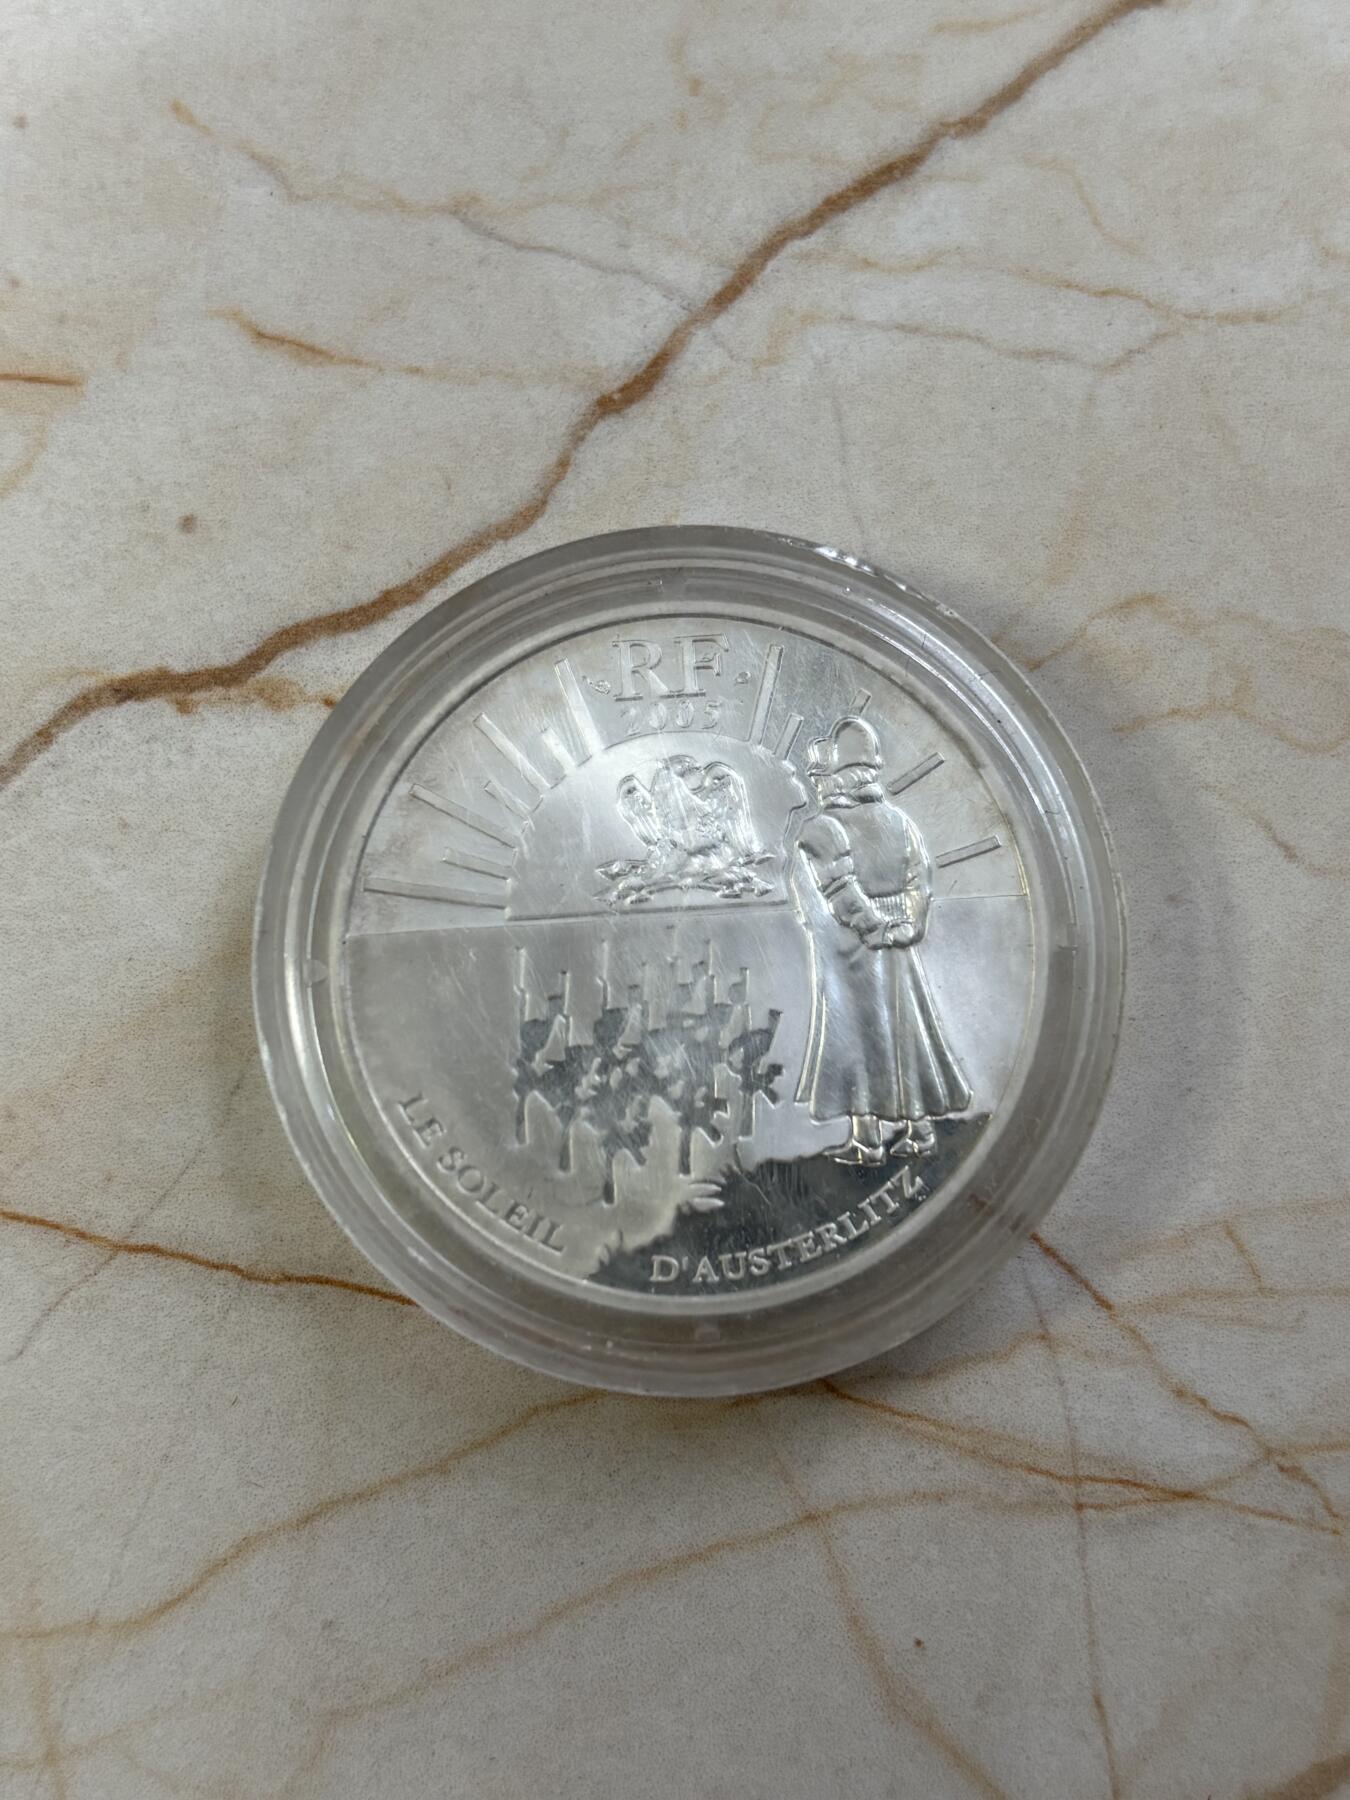 RF
2005
LE SOLEIL
D'AUSTERLITZ